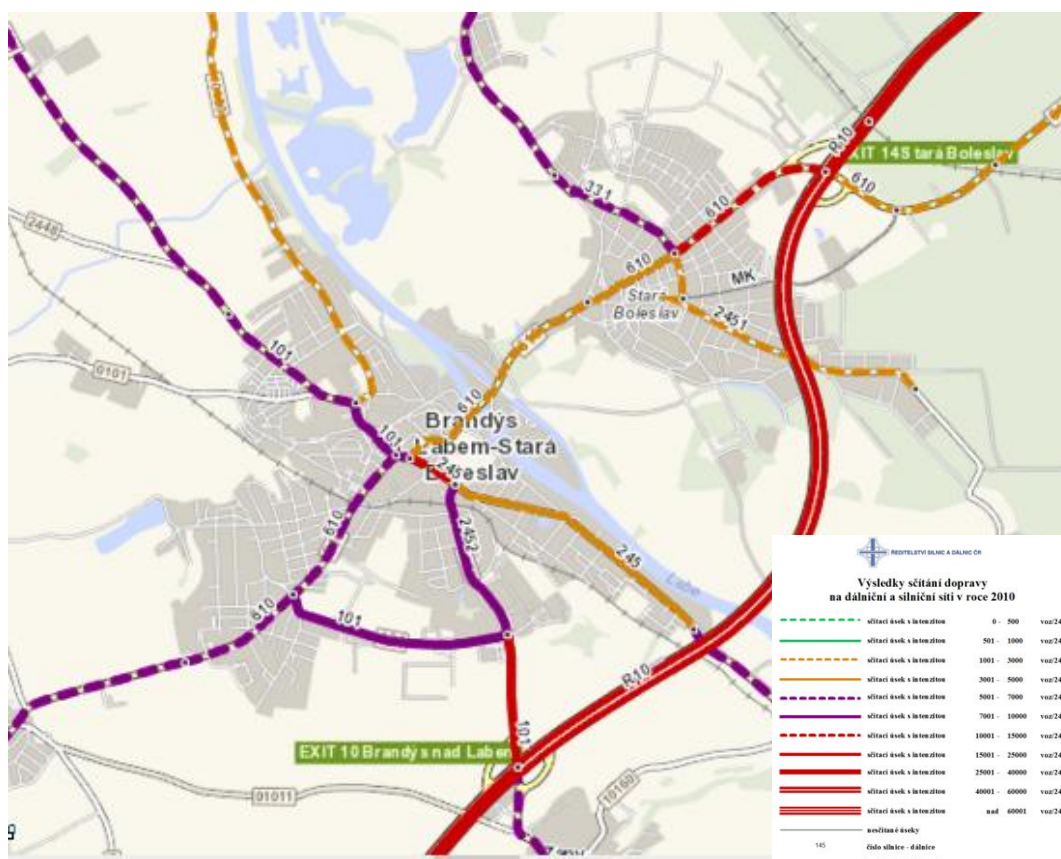 R10
EXIT 14 Stará Boleslav
610
610
331
610
Stará
Boleslav
MK
2451
2448
101
0101
610
Brandýs
Labem-Stará
Boleslav
101
245
2452
610
245
Labe
610
101
R10
101
EXIT 10 Brandýs nad Labem
01011
10160
ŘEDITELSTVÍ SILNIC A DÁLNIC ČR
Výsledky sčítání dopravy
na dálniční a silniční síti v roce 2010
sčítací úsek s intenzitou 0 - 500 voz/24
sčítací úsek s intenzitou 501 - 1000 voz/24
sčítací úsek s intenzitou 1001 - 3000 voz/24
sčítací úsek s intenzitou 3001 - 5000 voz/24
sčítací úsek s intenzitou 5001 - 7000 voz/24
sčítací úsek s intenzitou 7001 - 10000 voz/24
sčítací úsek s intenzitou 10001 - 15000 voz/24
sčítací úsek s intenzitou 15001 - 25000 voz/24
sčítací úsek s intenzitou 25001 - 40000 voz/24
sčítací úsek s intenzitou 40001 - 60000 voz/24
sčítací úsek s intenzitou nad 60001 voz/24
nesčítané úseky
145 číslo silnice - dálnice